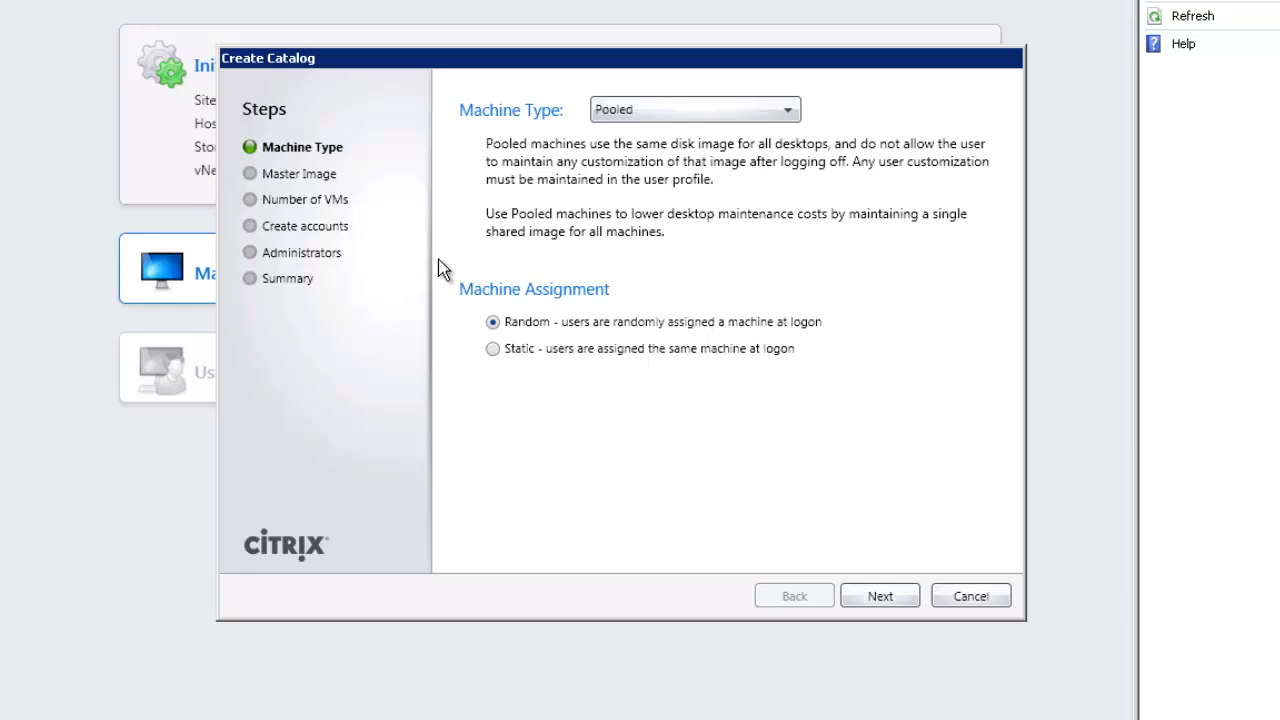 Refresh
Help
Ini
Site
Hos
Sto
vNe
Ma
Us
Create Catalog
Steps
Machine Type
Master Image
Number of VMs
Create accounts
Administrators
Summary
CITRIX
Machine Type: Pooled
Pooled machines use the same disk image for all desktops, and do not allow the user
to maintain any customization of that image after logging off. Any user customization
must be maintained in the user profile.
Use Pooled machines to lower desktop maintenance costs by maintaining a single
shared image for all machines.
Machine Assignment
Random - users are randomly assigned a machine at logon
Static - users are assigned the same machine at logon
Back Next Cancel